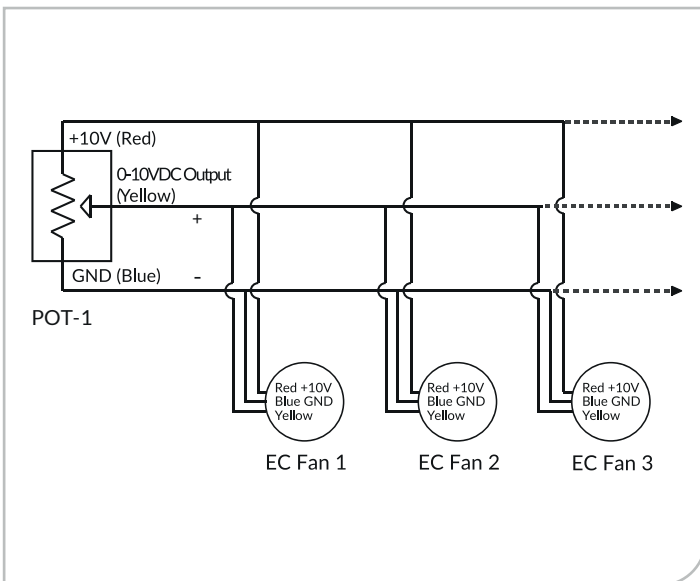 +10V (Red)
0-10VDC Output
(Yellow)
+
GND (Blue)
-
POT-1
Red +10V
Blue GND
Yellow
EC Fan 1
Red +10V
Blue GND
Yellow
EC Fan 2
Red +10V
Blue GND
Yellow
EC Fan 3